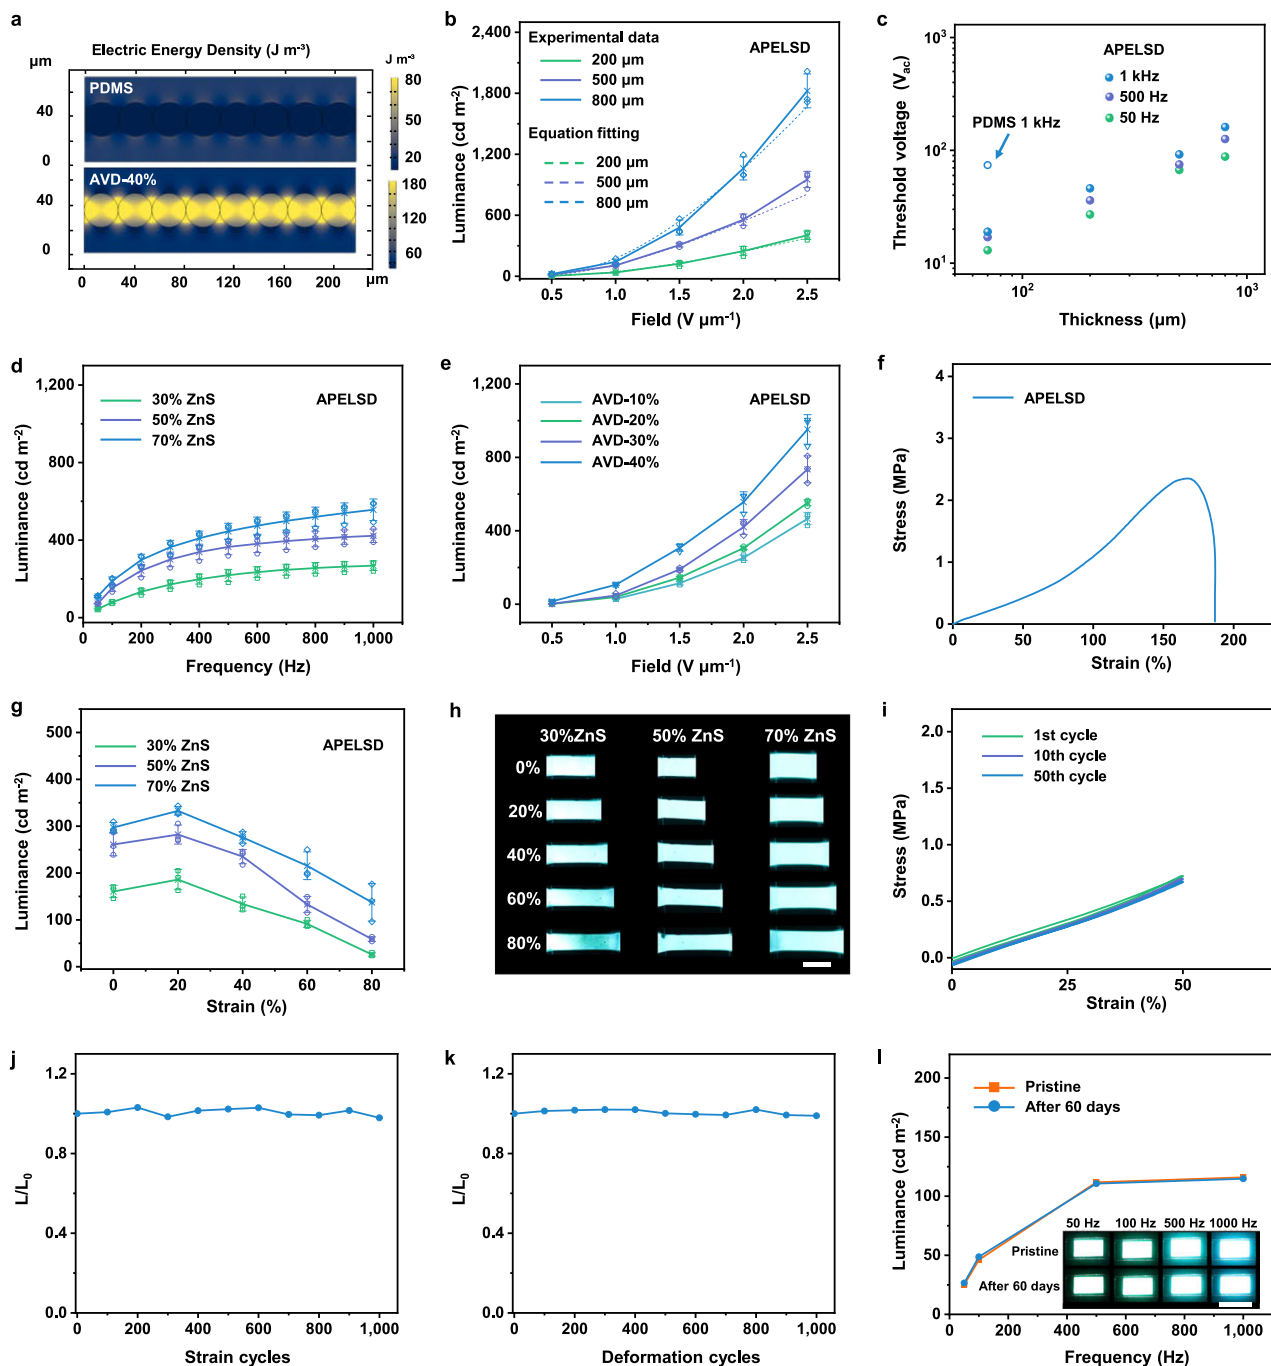 a
Electric Energy Density (J m⁻³)
μm
J m⁻³
PDMS
80
50
20
40
0
AVD-40%
180
120
60
40
0
0 40 80 120 160 200
μm
b
2,400
1,800
1,200
600
0
Luminance (cd m⁻²)
Experimental data
APELSD
200 μm
500 μm
800 μm
Equation fitting
200 μm
500 μm
800 μm
0.5 1.0 1.5 2.0 2.5
Field (V μm⁻¹)
c
10³
10²
10¹
Threshold voltage (Vac)
APELSD
1 kHz
500 Hz
50 Hz
PDMS 1 kHz
10² 10³
Thickness (μm)
d
1,200
800
400
0
Luminance (cd m⁻²)
30% ZnS
APELSD
50% ZnS
70% ZnS
0 200 400 600 800 1,000
Frequency (Hz)
e
1,200
800
400
0
Luminance (cd m⁻²)
AVD-10%
APELSD
AVD-20%
AVD-30%
AVD-40%
0.5 1.0 1.5 2.0 2.5
Field (V μm⁻¹)
f
4
3
2
1
0
Stress (MPa)
APELSD
0 50 100 150 200
Strain (%)
g
500
400
300
200
100
0
Luminance (cd m⁻²)
30% ZnS
APELSD
50% ZnS
70% ZnS
0 20 40 60 80
Strain (%)
h
30%ZnS 50% ZnS 70% ZnS
0%
20%
40%
60%
80%
i
2.0
1.5
1.0
0.5
0.0
Stress (MPa)
1st cycle
10th cycle
50th cycle
0 25 50
Strain (%)
j
1.2
0.8
0.4
0.0
L/L₀
0 200 400 600 800 1,000
Strain cycles
k
1.2
0.8
0.4
0.0
L/L₀
0 200 400 600 800 1,000
Deformation cycles
l
200
150
100
50
0
Luminance (cd m⁻²)
Pristine
After 60 days
50 Hz 100 Hz 500 Hz 1000 Hz
Pristine
After 60 days
0 200 400 600 800 1,000
Frequency (Hz)